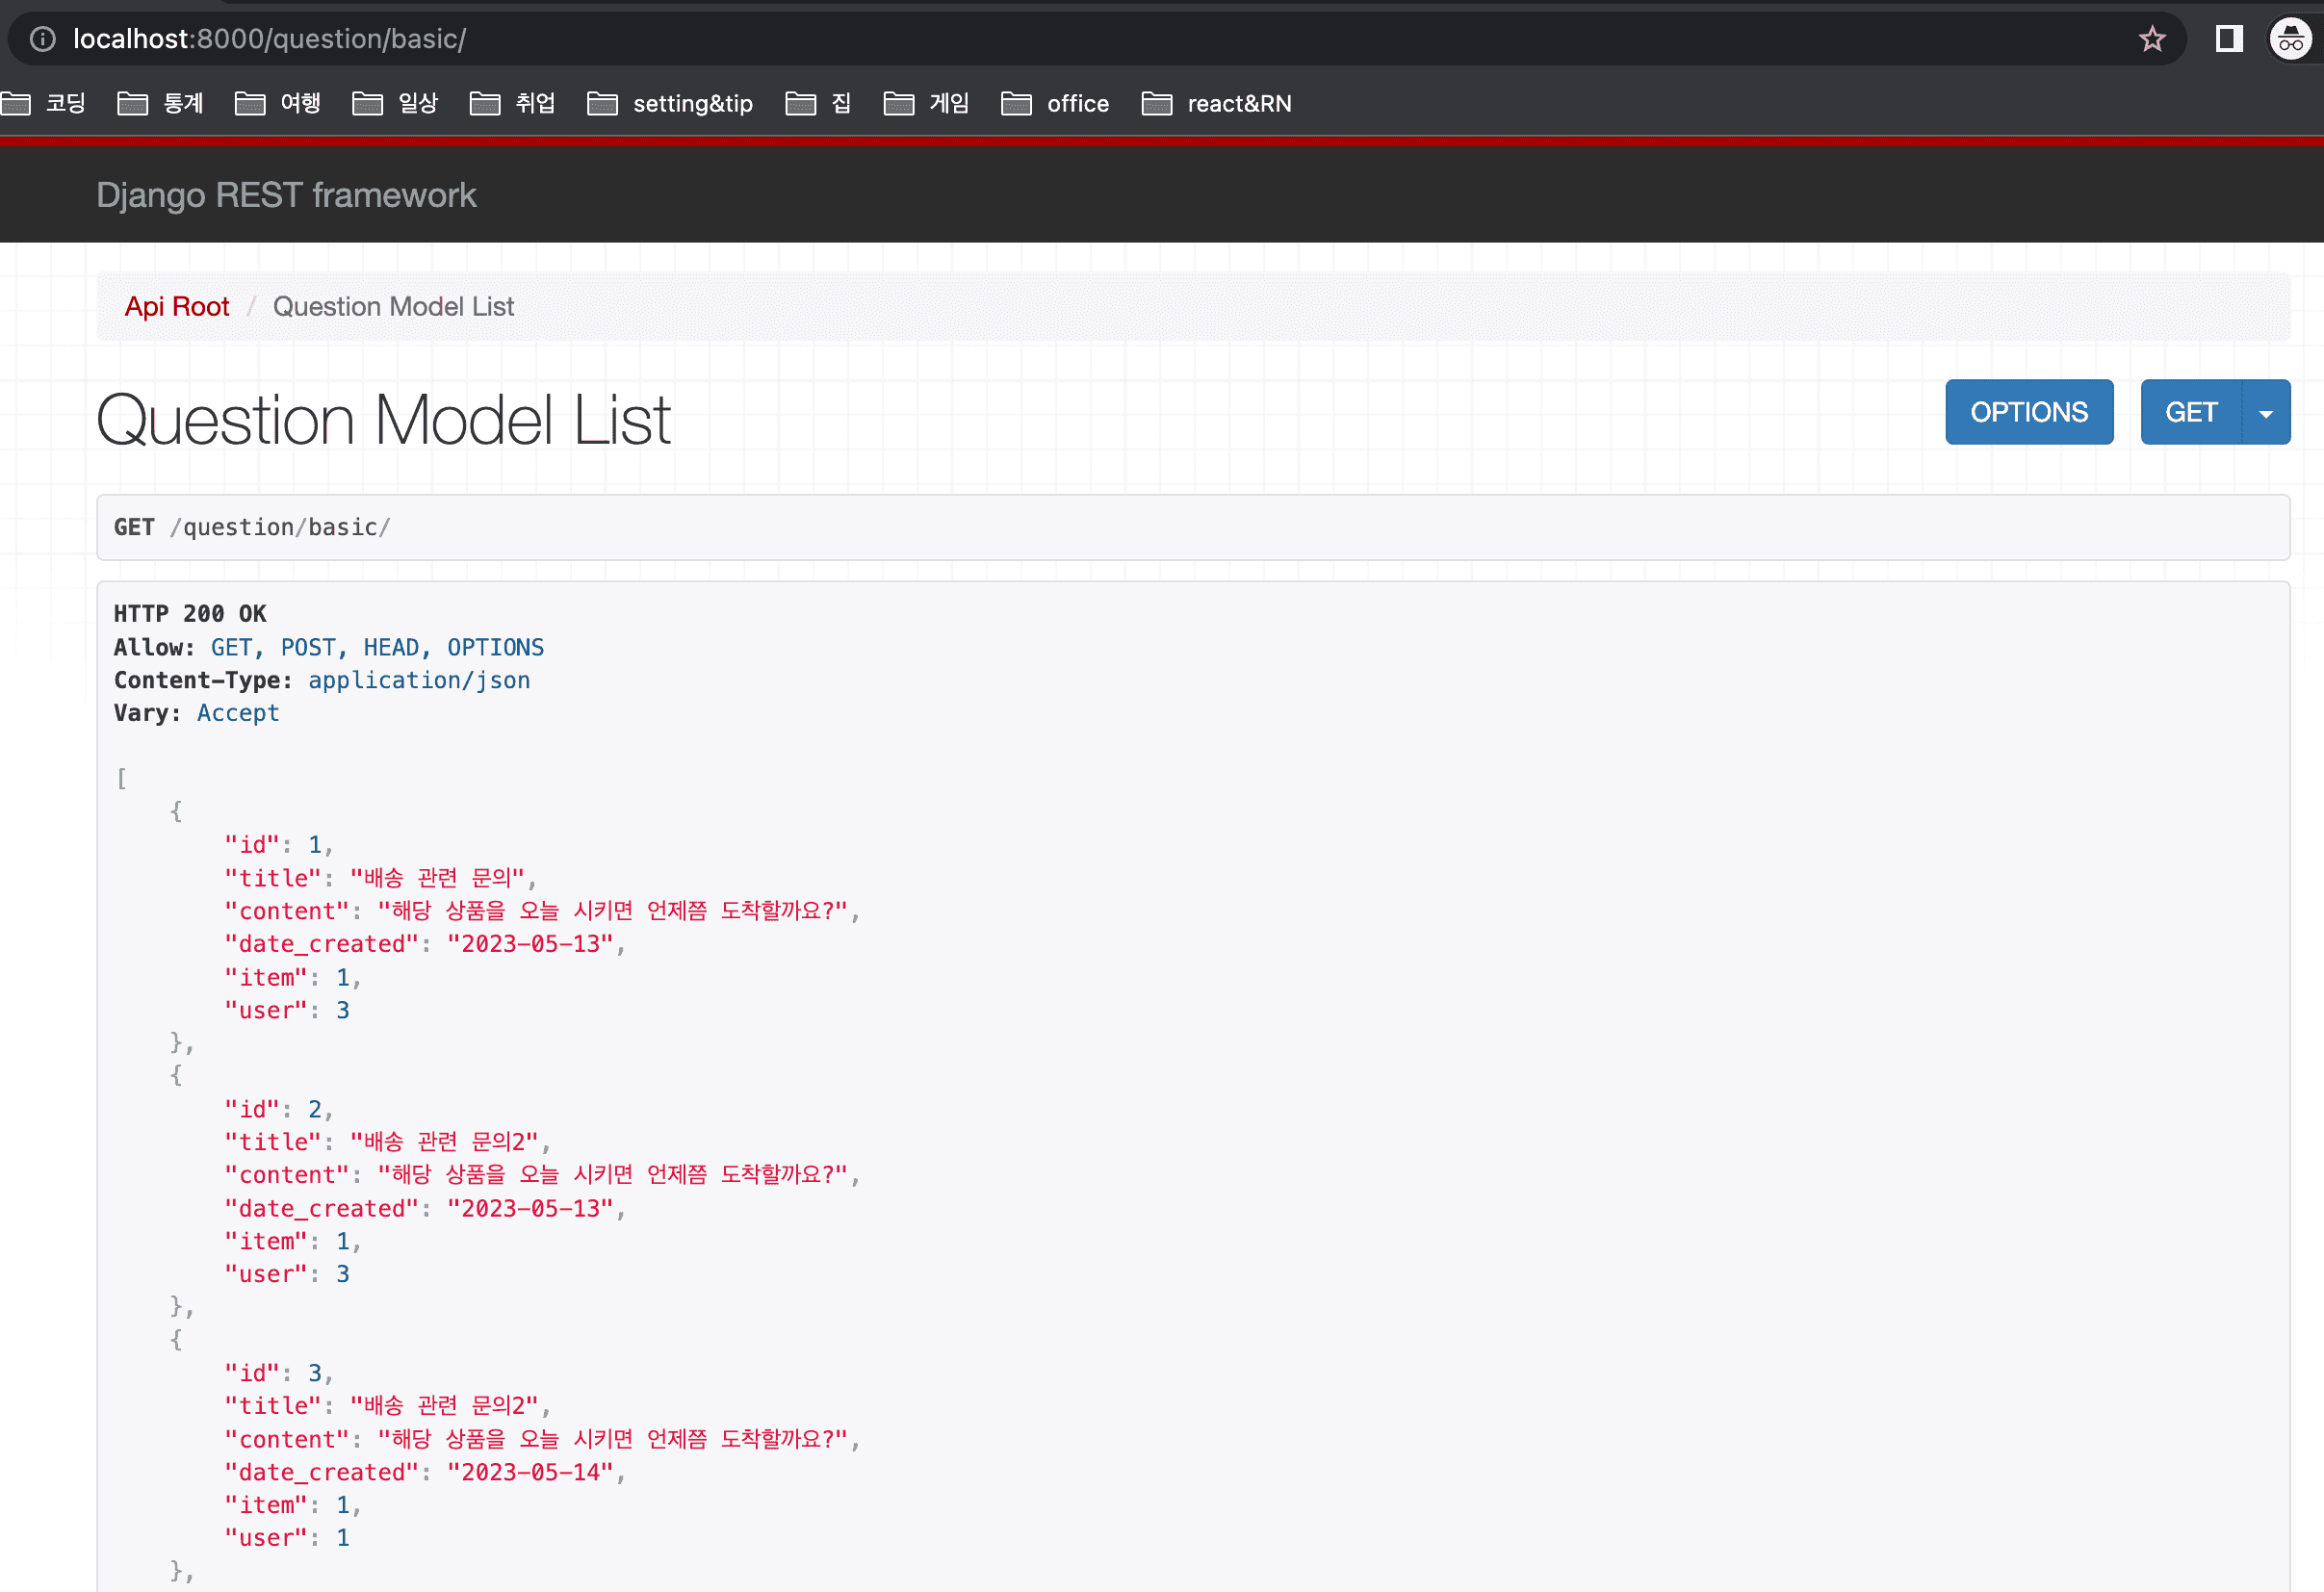 localhost:8000/question/basic/
코딩 통계 여행 일상 취업 setting&tip 집 게임 office react&RN
Django REST framework
Api Root / Question Model List
Question Model List OPTIONS GET
GET /question/basic/
HTTP 200 OK
Allow: GET, POST, HEAD, OPTIONS
Content-Type: application/json
Vary: Accept
[
    {
        "id": 1,
        "title": "배송 관련 문의",
        "content": "해당 상품을 오늘 시키면 언제쯤 도착할까요?",
        "date_created": "2023-05-13",
        "item": 1,
        "user": 3
    },
    {
        "id": 2,
        "title": "배송 관련 문의2",
        "content": "해당 상품을 오늘 시키면 언제쯤 도착할까요?",
        "date_created": "2023-05-13",
        "item": 1,
        "user": 3
    },
    {
        "id": 3,
        "title": "배송 관련 문의2",
        "content": "해당 상품을 오늘 시키면 언제쯤 도착할까요?",
        "date_created": "2023-05-14",
        "item": 1,
        "user": 1
    },